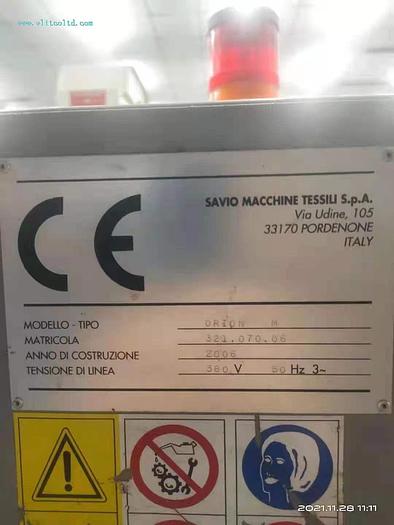 www.elitcoltd.com
CE
SAVIO MACCHINE TESSILI S.p.A.
Via Udine, 105
33170 PORDENONE
ITALY
MODELLO - TIPO ORION M
MATRICOLA 321.070.06
ANNO DI COSTRUZIONE 2006
TENSIONE DI LINEA 380 V 50 Hz 3~
2021.11.28 11:11